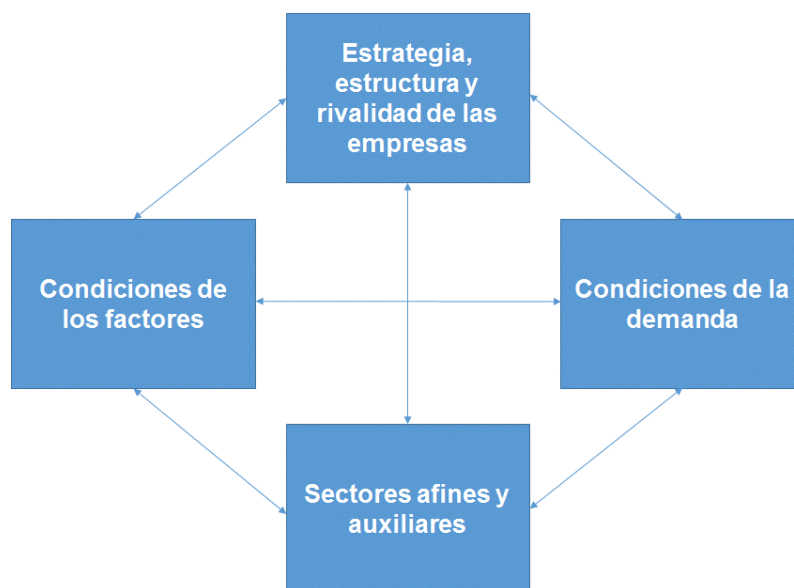 Estrategia,
estructura y
rivalidad de las
empresas
Condiciones de
los factores
Condiciones de la
demanda
Sectores afines y
auxiliares